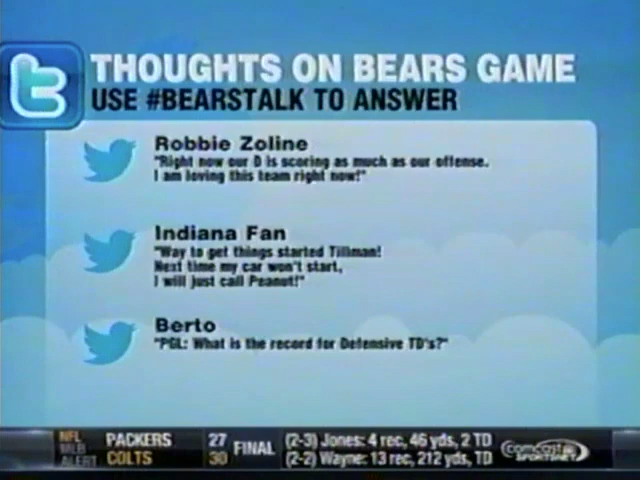 THOUGHTS ON BEARS GAME
USE #BEARSTALK TO ANSWER
Robbie Zoline
"Right now our D is scoring as much as our offense.
I am loving this team right now!"
Indiana Fan
"Way to get things started Tillman!
Next time my car won't start,
I will just call Peanut!"
Berto
"PGL: What is the record for Defensive TD's?"
NFL
MLB
ALERT
PACKERS 27 FINAL (2-3) Jones: 4 rec, 46 yds, 2 TD
COLTS 30 (2-2) Wayne: 13 rec, 212 yds, TD
comcast
SPORTSNET